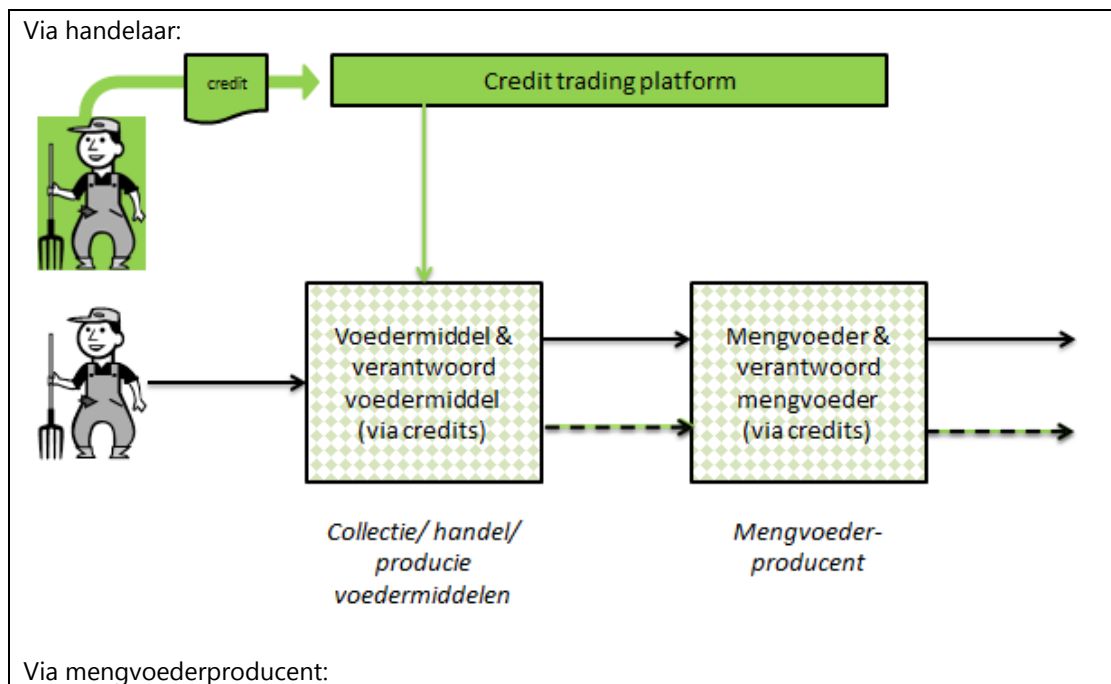 Via handelaar:
credit
Credit trading platform
Voedermiddel &
verantwoord
voedermiddel
(via credits)
Mengvoeder &
verantwoord
mengvoeder
(via credits)
Collectie/ handel/
producie
voedermiddelen
Mengvoeder-
producent
Via mengvoederproducent: